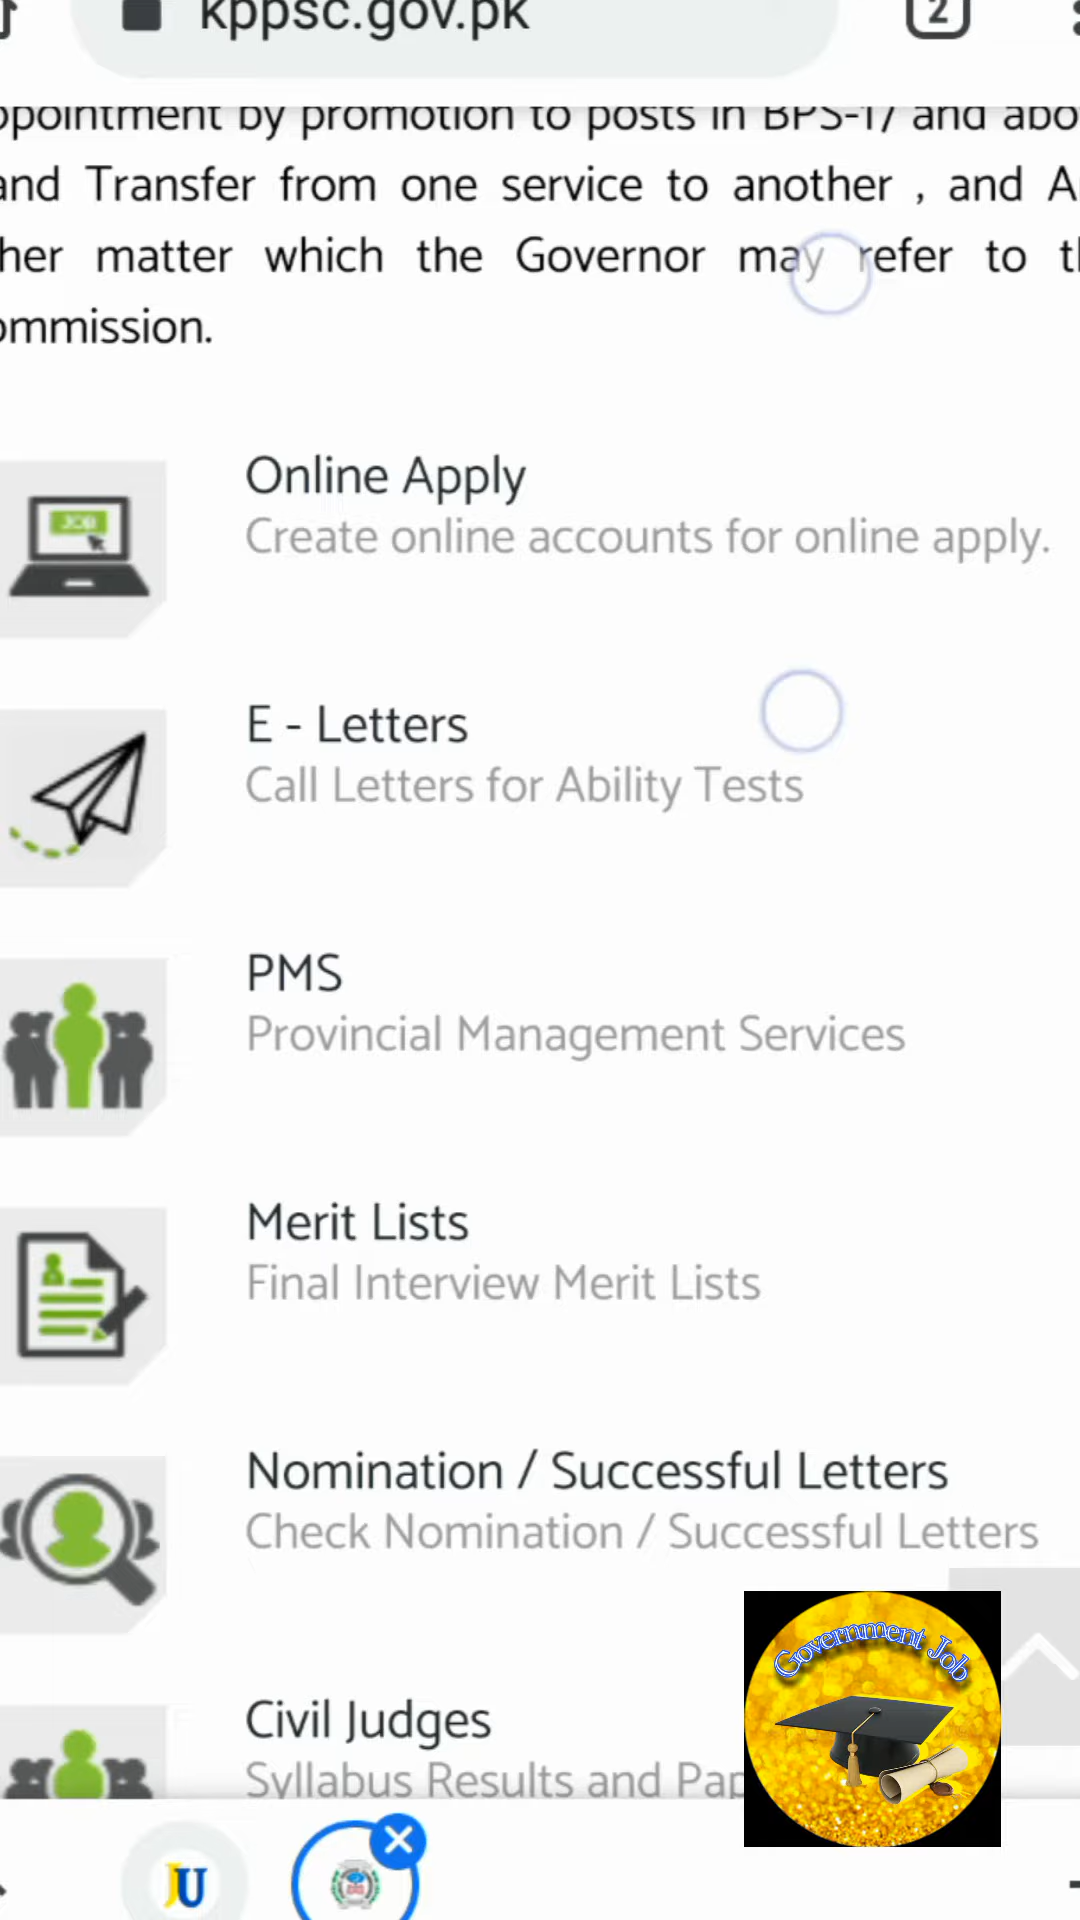 kppsc.gov.pk
2
ppointment by promotion to posts in BPS-17 and abo
and Transfer from one service to another , and A
her matter which the Governor may refer to th
ommission.
JOB
Online Apply
Create online accounts for online apply.
E - Letters
Call Letters for Ability Tests
PMS
Provincial Management Services
Merit Lists
Final Interview Merit Lists
Nomination / Successful Letters
Check Nomination / Successful Letters
Government Job
Civil Judges
Syllabus Results and Pap
JU